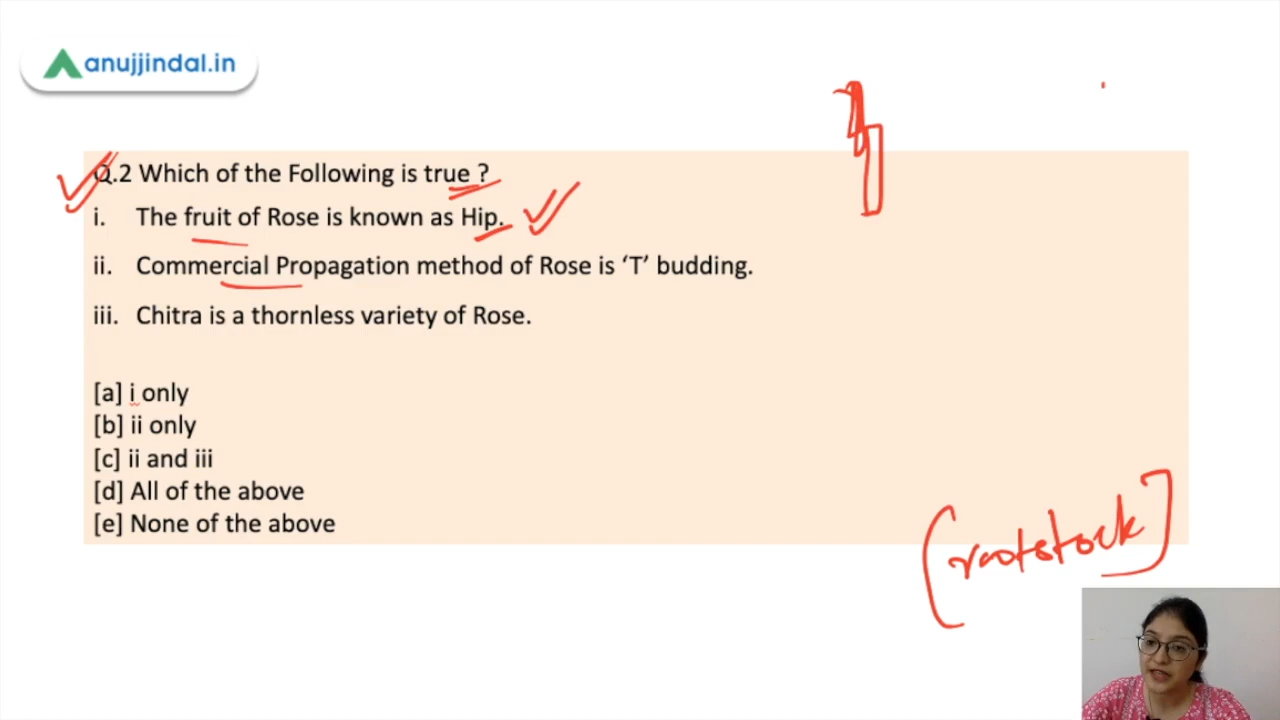 anujjindal.in
Q.2 Which of the Following is true ?
i. The fruit of Rose is known as Hip.
ii. Commercial Propagation method of Rose is ‘T’ budding.
iii. Chitra is a thornless variety of Rose.
[a] i only
[b] ii only
[c] ii and iii
[d] All of the above
[e] None of the above
(rootstock]